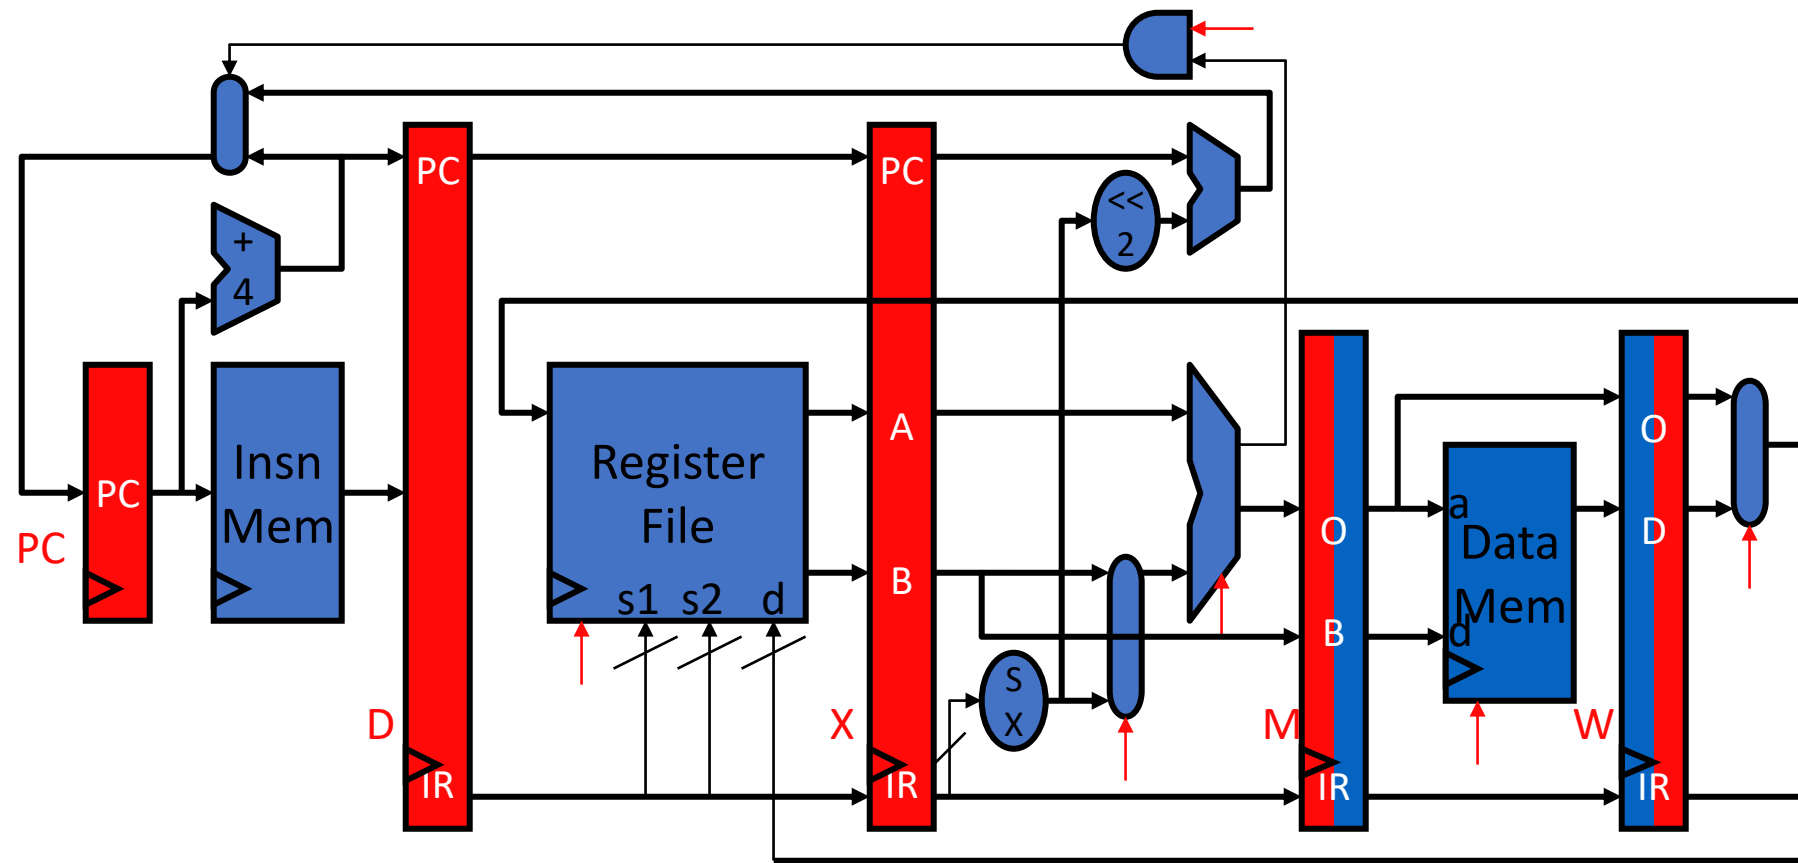 PC
PC
<<
2
+
4
PC
PC
Insn
Mem
Register
File
s1 s2 d
A
B
O
B
a
Data
Mem
d
O
D
S
X
D
X
M
W
IR
IR
IR
IR